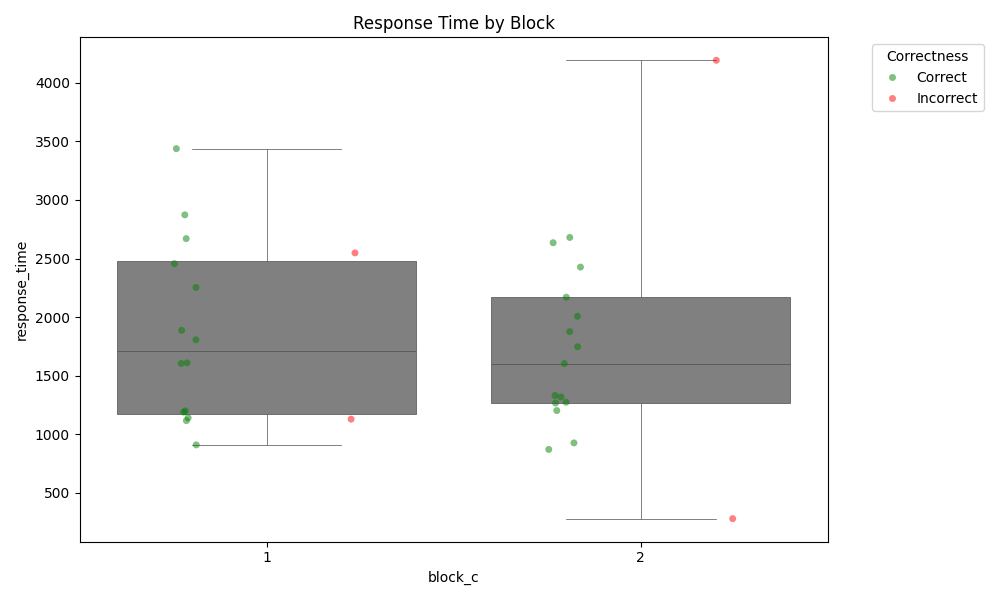 Response Time by Block
Correctness
Correct
Incorrect
response_time
4000
3500
3000
2500
2000
1500
1000
500
1
2
block_c